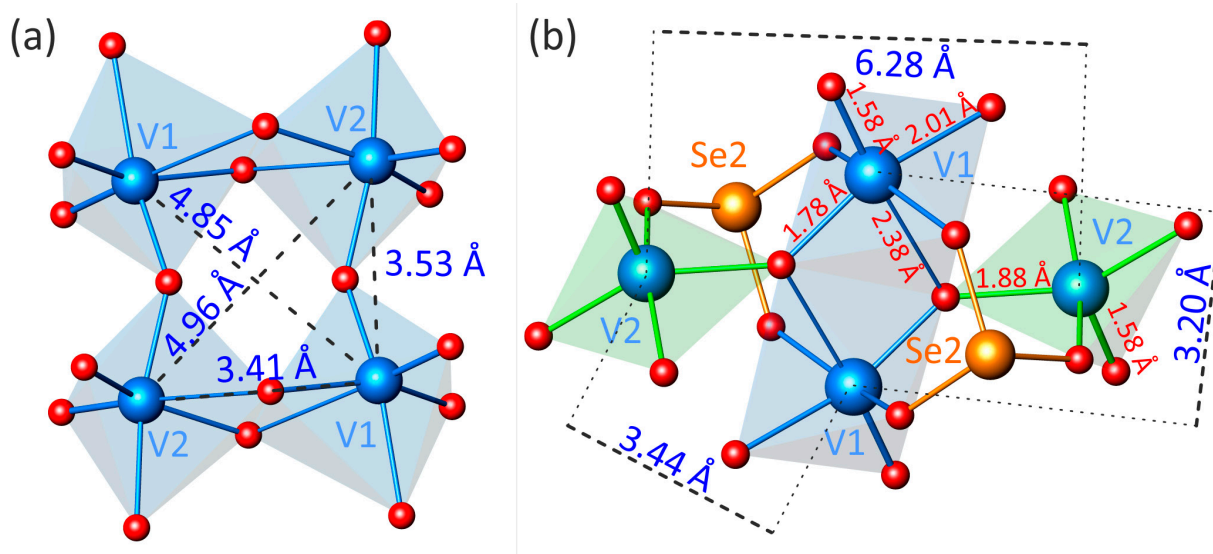 (a)
V1
V2
4.85 Å
3.53 Å
4.96 Å
3.41 Å
V2
V1
(b)
6.28 Å
1.58 Å
2.01 Å
Se2
V1
1.78 Å
2.38 Å
V2
1.88 Å
V2
1.58 Å
3.20 Å
Se2
V1
3.44 Å